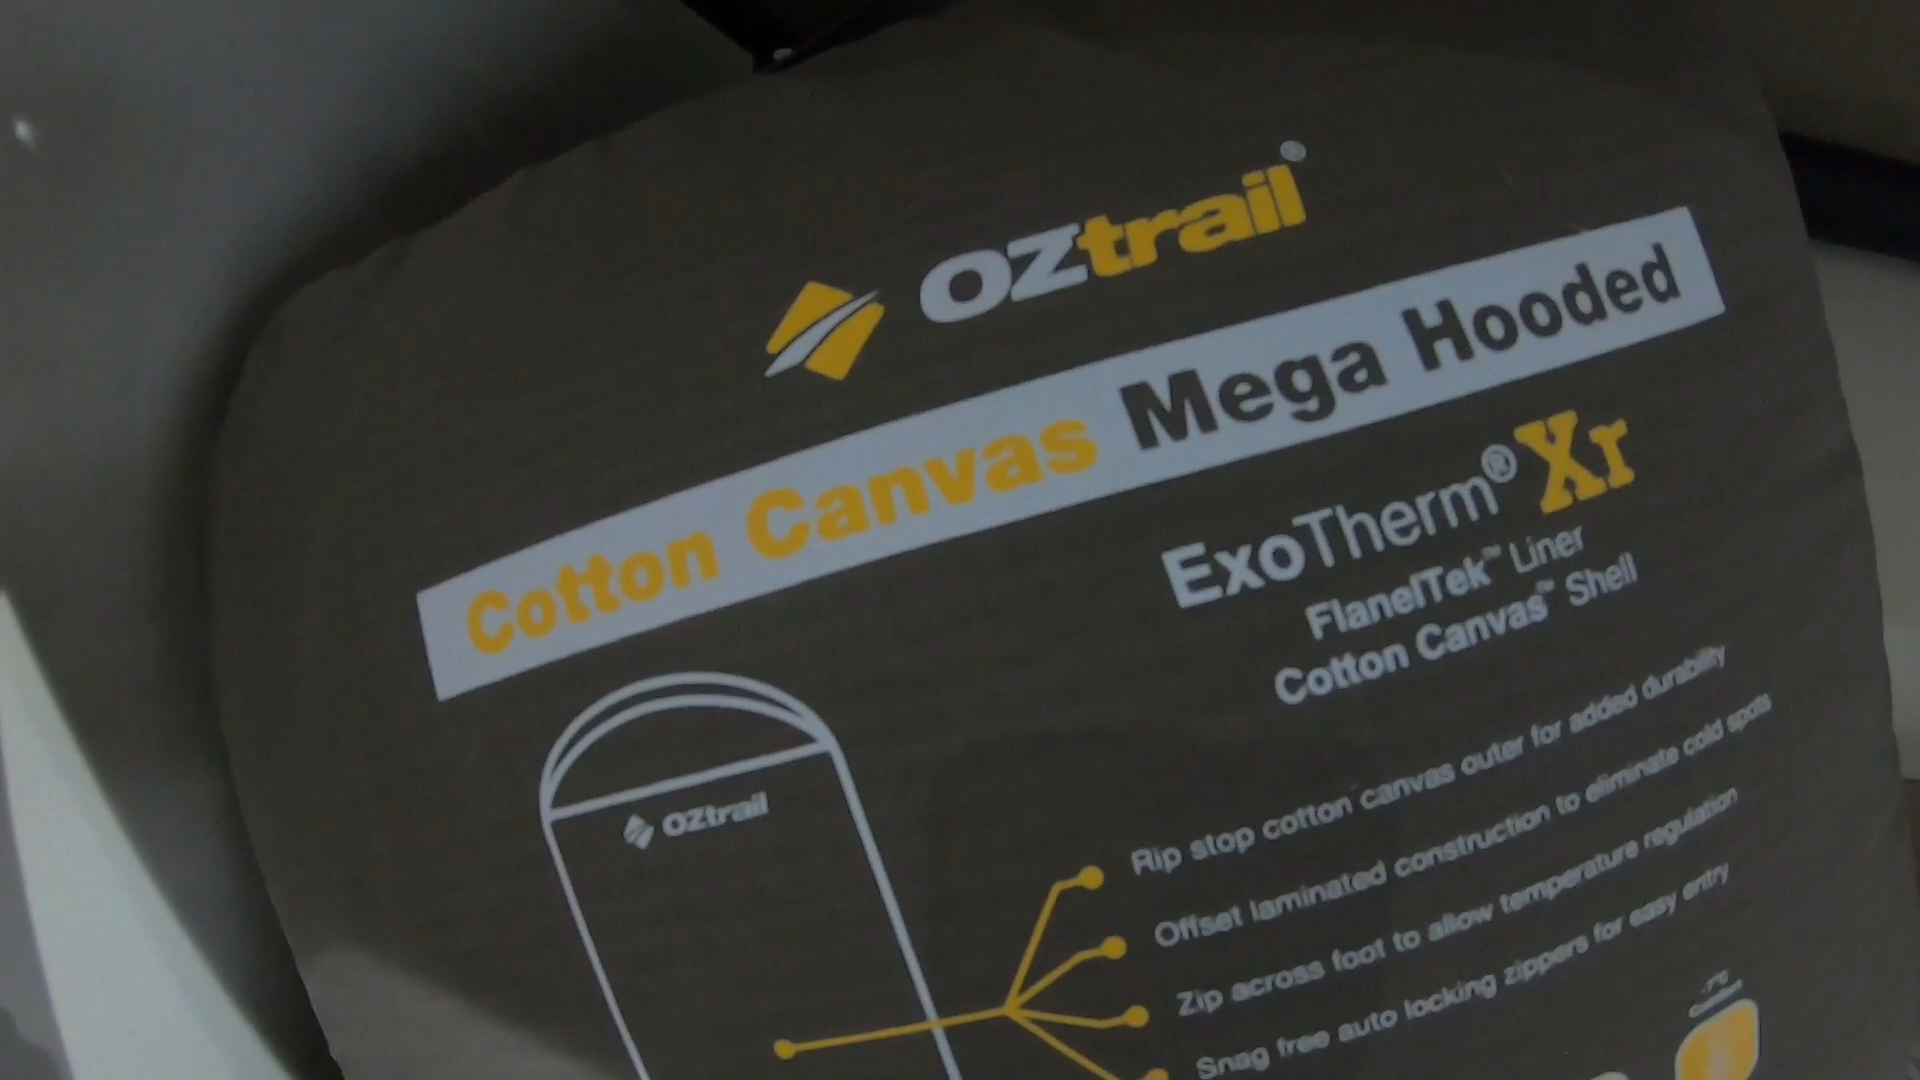 OZtrail®
Cotton Canvas Mega Hooded
ExoTherm® Xr
FlanelTek™ Liner
Cotton Canvas™ Shell
OZtrail
Rip stop cotton canvas outer for added durability
Offset laminated construction to eliminate cold spots
Zip across foot to allow temperature regulation
Snag free auto locking zippers for easy entry